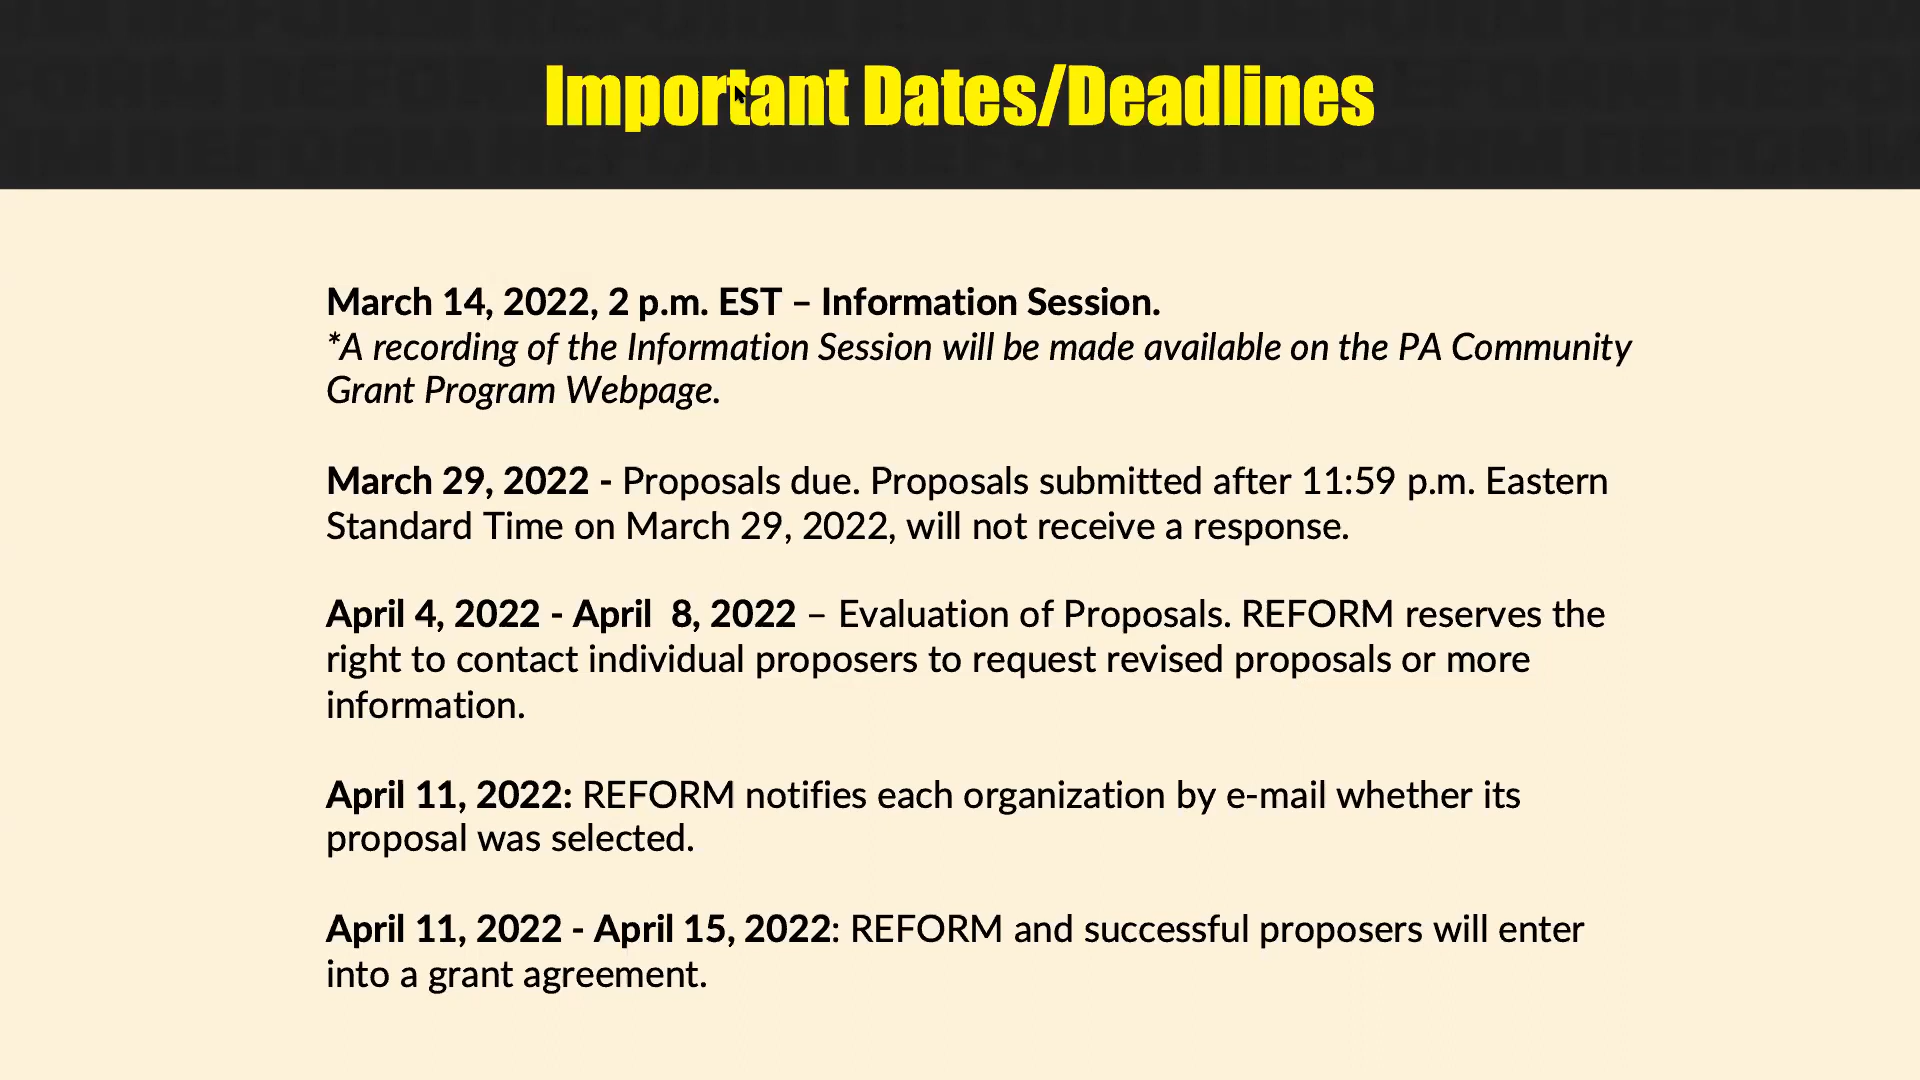 Important Dates/Deadlines
March 14, 2022, 2 p.m. EST – Information Session.
*A recording of the Information Session will be made available on the PA Community
Grant Program Webpage.
March 29, 2022 - Proposals due. Proposals submitted after 11:59 p.m. Eastern
Standard Time on March 29, 2022, will not receive a response.
April 4, 2022 - April  8, 2022 – Evaluation of Proposals. REFORM reserves the
right to contact individual proposers to request revised proposals or more
information.
April 11, 2022: REFORM notifies each organization by e-mail whether its
proposal was selected.
April 11, 2022 - April 15, 2022: REFORM and successful proposers will enter
into a grant agreement.